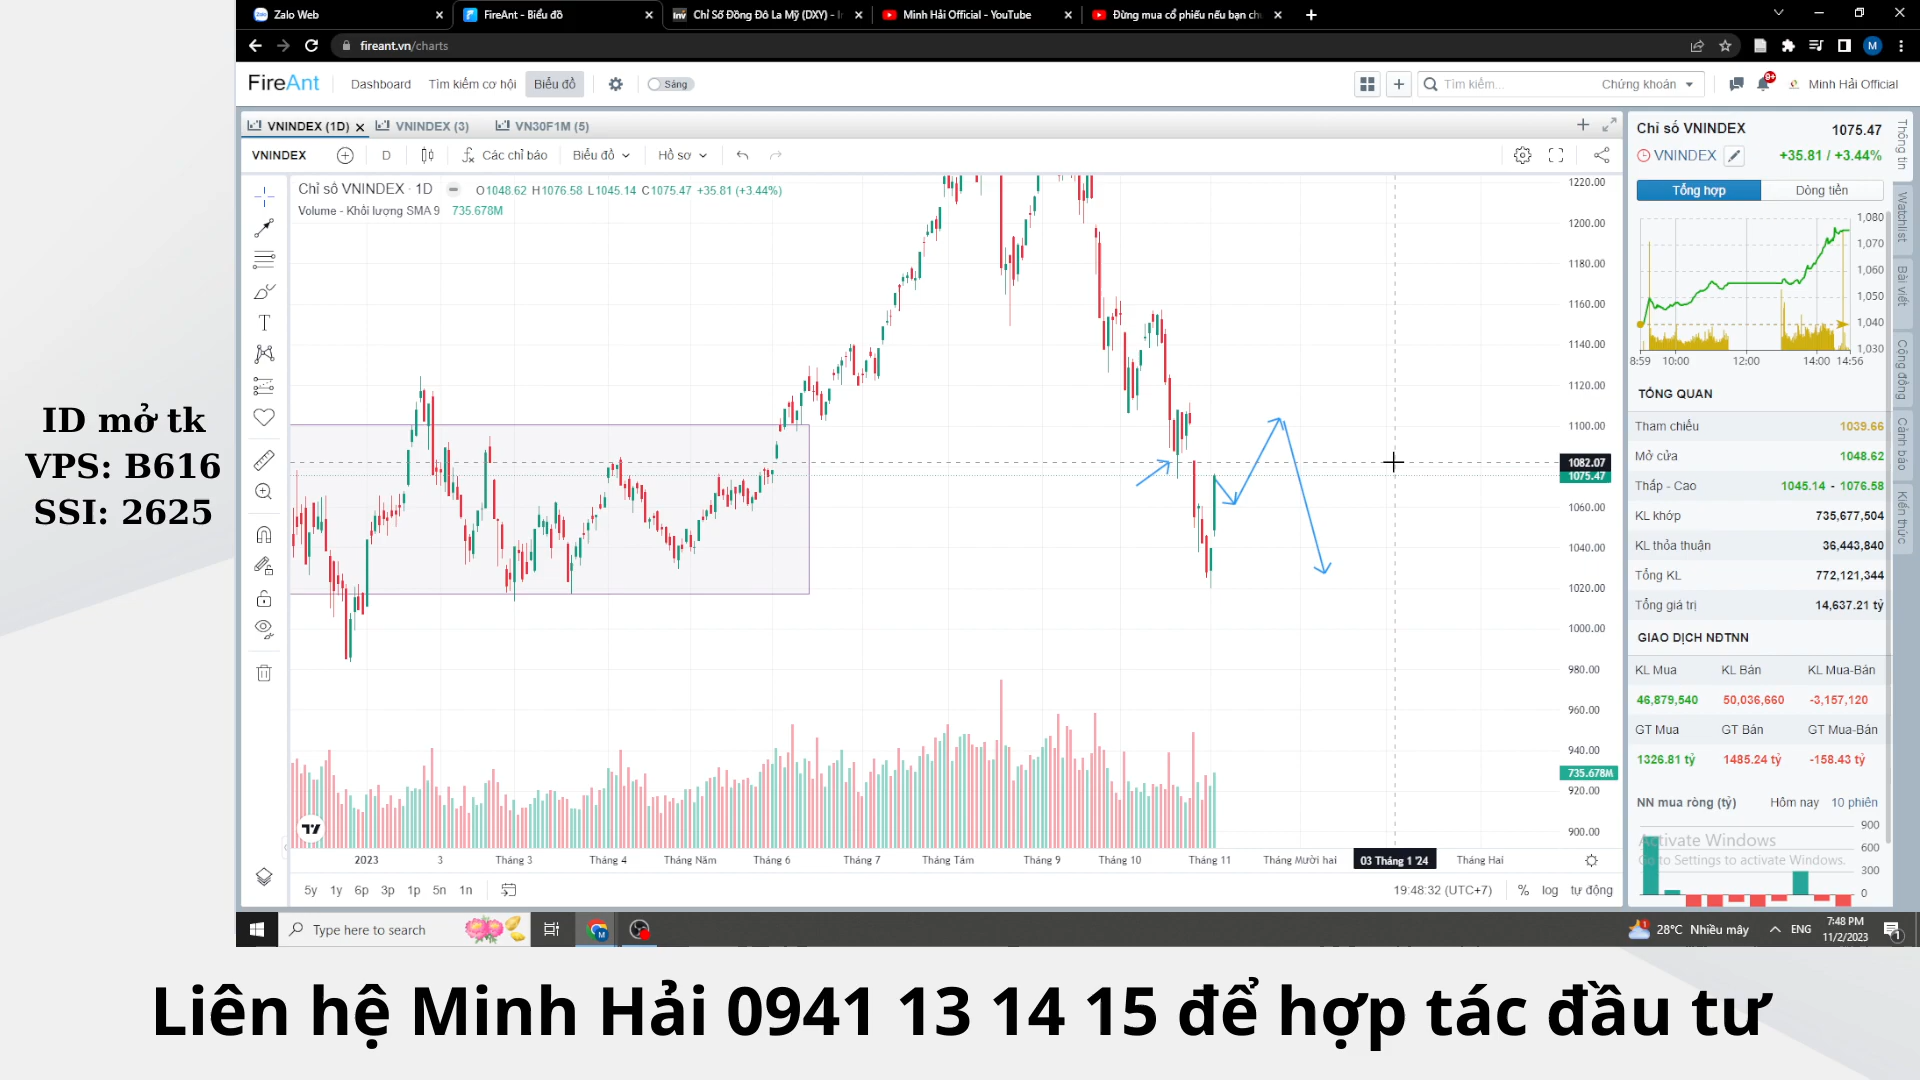 Zalo Web
FireAnt - Biểu đồ
Chỉ Số Đồng Đô La Mỹ (DXY) -
Minh Hải Official - YouTube
Đừng mua cổ phiếu nếu bạn
fireant.vn/charts
FireAnt
Dashboard
Tìm kiếm cơ hội
Biểu đồ
Sáng
Tìm kiếm...
Chứng khoán
9+
Minh Hải Official
VNINDEX (1D)
VNINDEX (3)
VN30F1M (5)
VNINDEX
D
Các chỉ báo
Biểu đồ
Hồ sơ
Chỉ số VNINDEX · 1D
O1048.62 H1076.58 L1045.14 C1075.47 +35.81 (+3.44%)
Volume - Khối lượng SMA 9 735.678M
1220.00
1200.00
1180.00
1160.00
1140.00
1120.00
1100.00
1082.07
1075.47
1060.00
1040.00
1020.00
1000.00
980.00
960.00
940.00
735.678M
920.00
900.00
2023
3
Tháng 3
Tháng 4
Tháng Năm
Tháng 6
Tháng 7
Tháng Tám
Tháng 9
Tháng 10
Tháng 11
Tháng Mười hai
03 Tháng 1 '24
Tháng Hai
5y 1y 6p 3p 1p 5n 1n
19:48:32 (UTC+7)
% log tự động
Chỉ số VNINDEX 1075.47
VNINDEX +35.81 / +3.44%
Tổng hợp
Dòng tiền
1,080
1,070
1,060
1,050
1,040
1,030
8:59 10:00 12:00 14:00 14:56
TỔNG QUAN
Tham chiếu 1039.66
Mở cửa 1048.62
Thấp - Cao 1045.14 - 1076.58
KL khớp 735,677,504
KL thỏa thuận 36,443,840
Tổng KL 772,121,344
Tổng giá trị 14,637.21 tỷ
GIAO DỊCH NĐTNN
KL Mua KL Bán KL Mua-Bán
46,879,540 50,036,660 -3,157,120
GT Mua GT Bán GT Mua-Bán
1326.81 tỷ 1485.24 tỷ -158.43 tỷ
NN mua ròng (tỷ) Hôm nay 10 phiên
900
600
300
0
Activate Windows
Go to Settings to activate Windows.
Thông tin
Watchlist
Bài viết
Cộng đồng
Cảnh báo
Kiến thức
Type here to search
28°C Nhiều mây
ENG
7:48 PM
11/2/2023
ID mở tk
VPS: B616
SSI: 2625
Liên hệ Minh Hải 0941 13 14 15 để hợp tác đầu tư